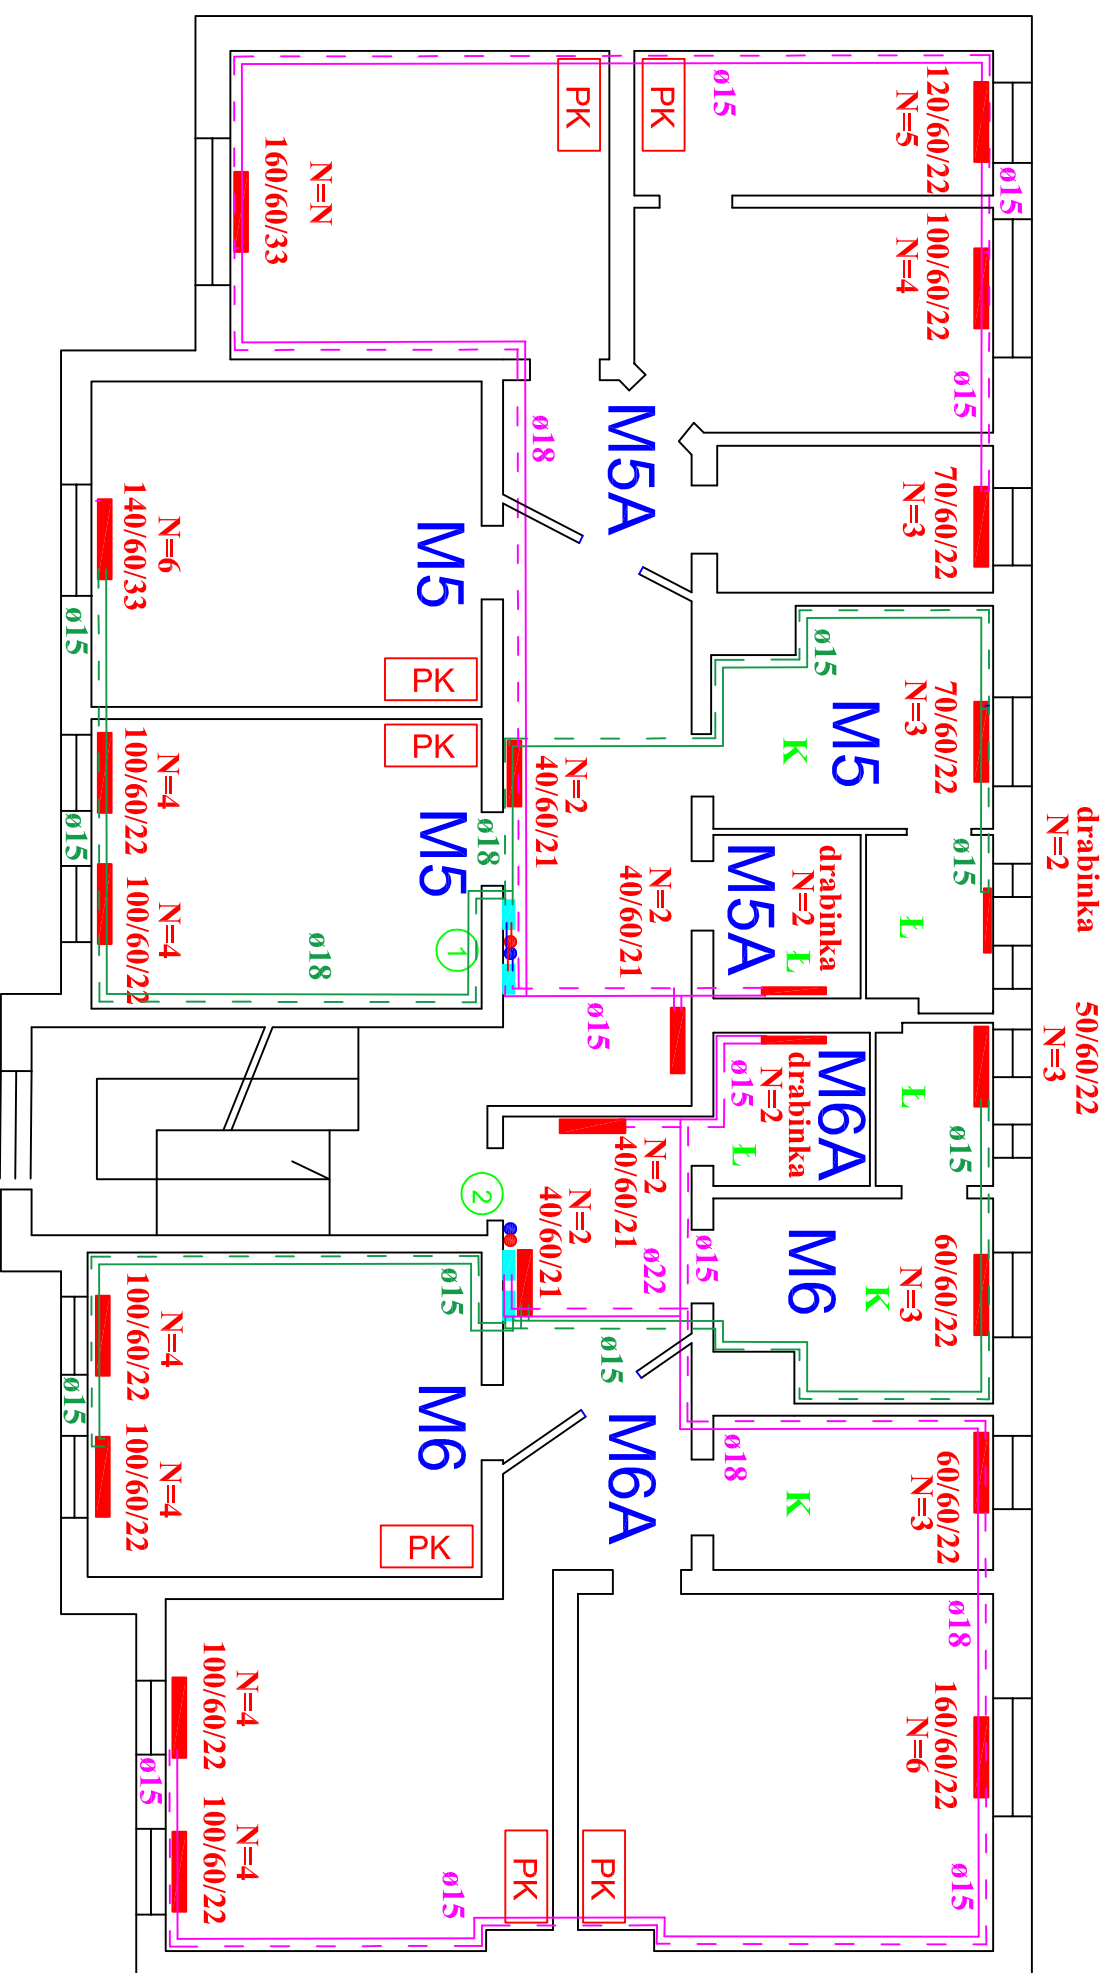 drabinka
N=2
50/60/22
N=3
120/60/22
N=5
ø15
100/60/22
N=4
ø15
70/60/22
N=3
70/60/22
N=3
ø15
ø15
60/60/22
N=3
60/60/22
N=3
ø18
160/60/22
N=6
ø15
ø15
PK
PK
N=N
160/60/33
M5A
ø18
M5
K
ø15
M5A
drabinka
N=2
Ł
Ł
Ł
M6A
drabinka
N=2
ø15
Ł
M6
K
K
ø18
M6A
N=2
40/60/21
N=2
40/60/21
ø15
N=2
40/60/21
N=2
40/60/21
ø22
ø15
ø15
M5
PK
PK
M5
ø18
1
2
ø15
M6
PK
PK
PK
ø15
N=6
140/60/33
ø15
N=4
100/60/22
ø15
N=4
100/60/22
ø18
N=4
100/60/22
ø15
N=4
100/60/22
N=4
100/60/22
ø15
N=4
100/60/22